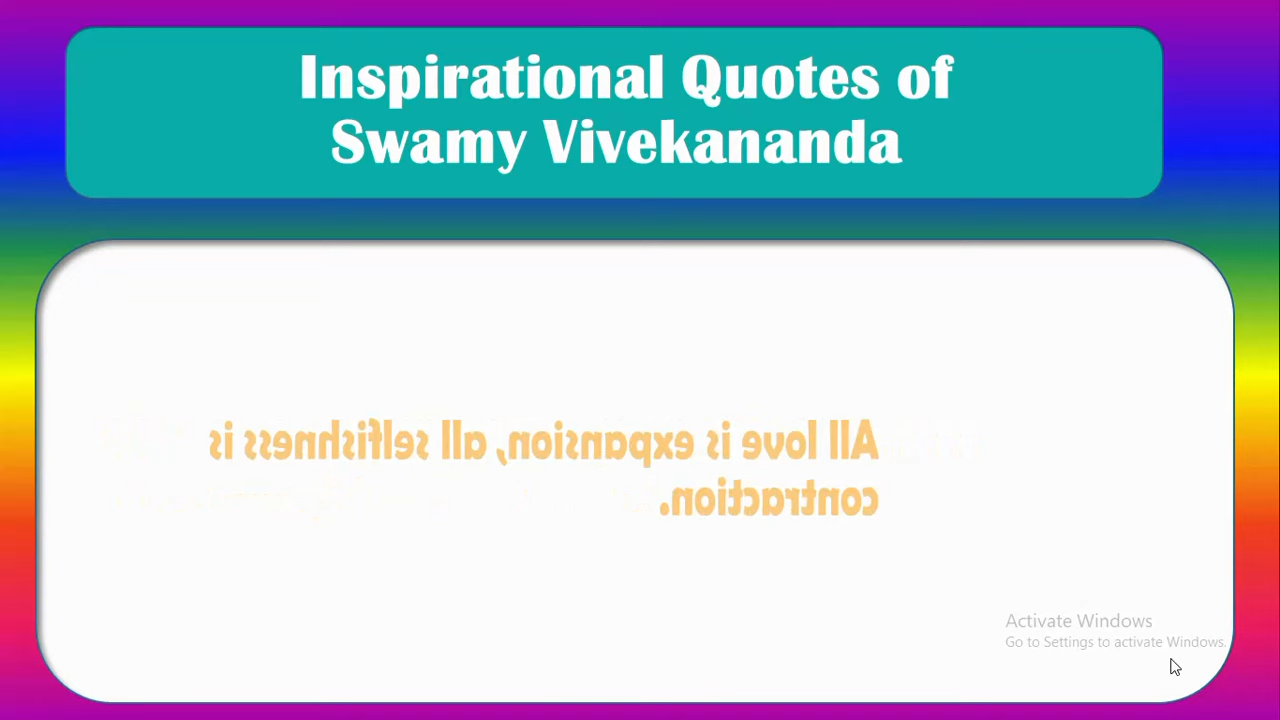 Inspirational Quotes of
Swamy Vivekananda
All love is expansion, all selfishness is
contraction.
Activate Windows
Go to Settings to activate Windows.